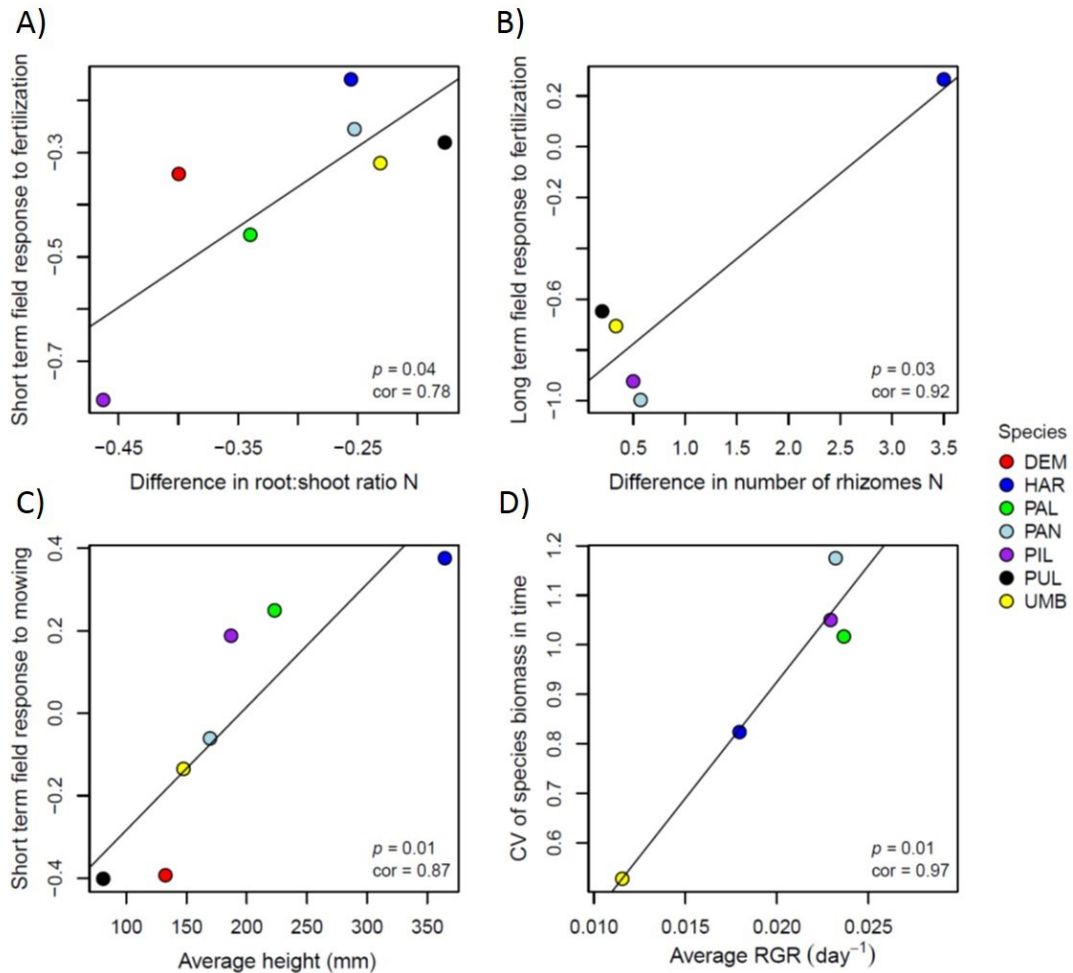 A)
Short term field response to fertilization
−0.3
−0.5
−0.7
p = 0.04
cor = 0.78
−0.45 −0.35 −0.25
Difference in root:shoot ratio N
B)
Long term field response to fertilization
0.2
0.0
−0.2
−0.6
−1.0
p = 0.03
cor = 0.92
0.5 1.0 1.5 2.0 2.5 3.0 3.5
Difference in number of rhizomes N
Species
DEM
HAR
PAL
PAN
PIL
PUL
UMB
C)
Short term field response to mowing
0.4
0.2
0.0
−0.2
−0.4
p = 0.01
cor = 0.87
100 150 200 250 300 350
Average height (mm)
D)
CV of species biomass in time
1.2
1.1
1.0
0.9
0.8
0.7
0.6
p = 0.01
cor = 0.97
0.010 0.015 0.020 0.025
Average RGR (day⁻¹)